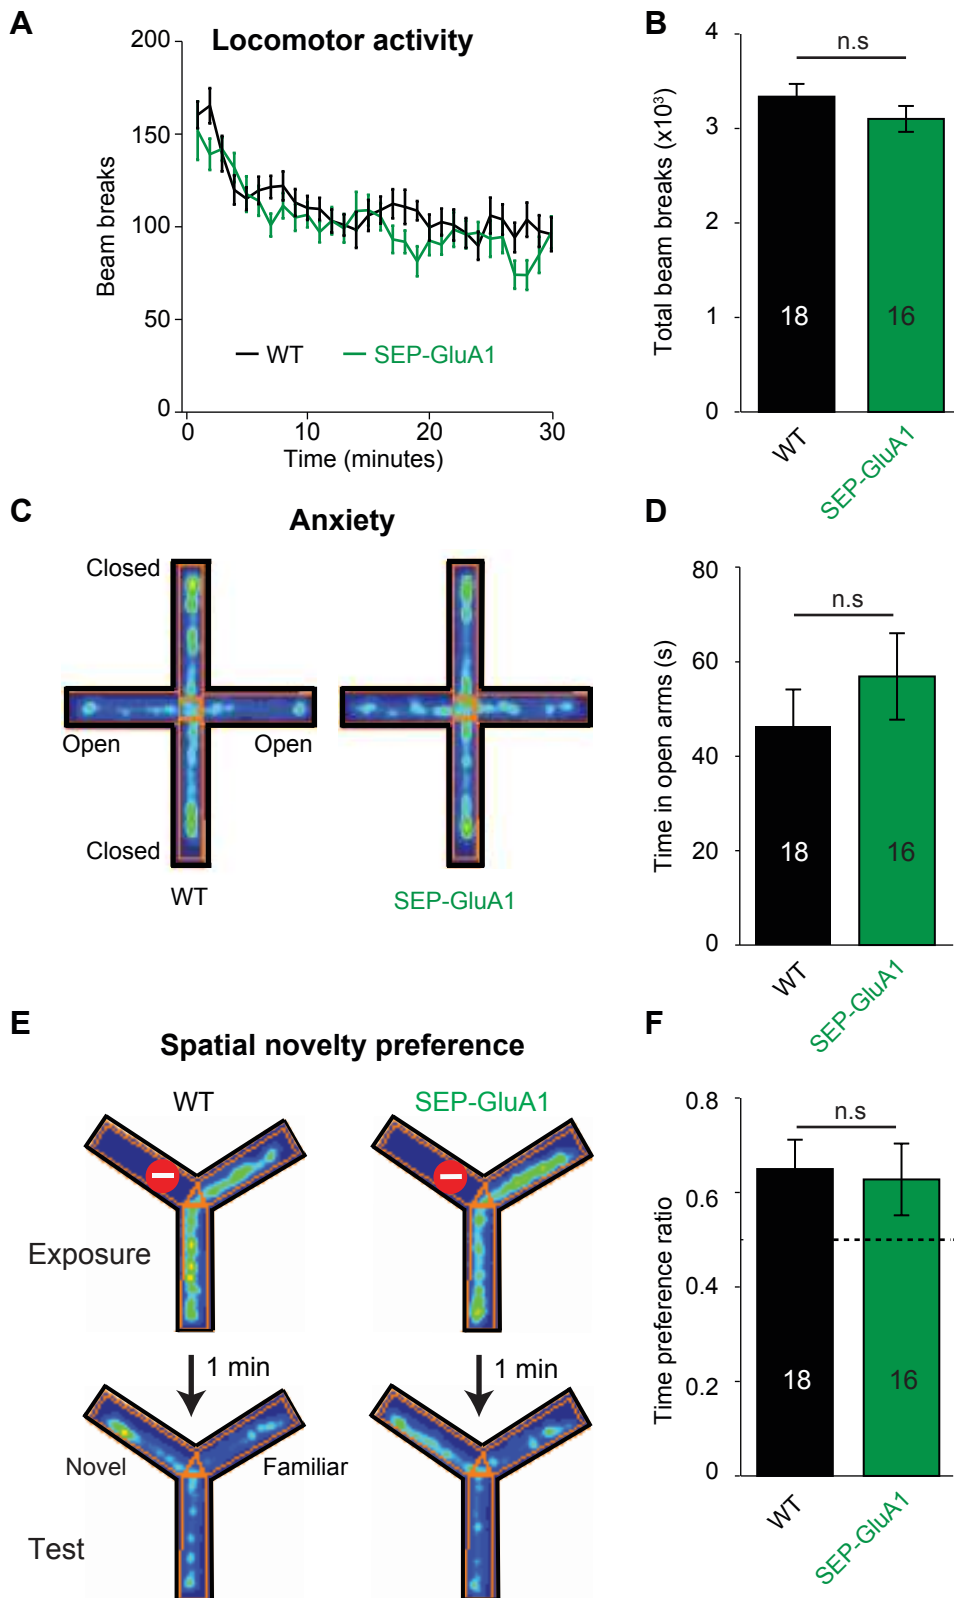 A
Locomotor activity
200
150
100
50
0
Beam breaks
WT
SEP-GluA1
0
10
20
30
Time (minutes)
B
4
3
2
1
0
Total beam breaks (x10³)
n.s
18
16
WT
SEP-GluA1
C
Anxiety
Closed
Open
Open
Closed
WT
SEP-GluA1
D
80
60
40
20
0
Time in open arms (s)
n.s
18
16
WT
SEP-GluA1
E
Spatial novelty preference
WT
SEP-GluA1
Exposure
1 min
1 min
Novel
Familiar
Test
F
0.8
0.6
0.4
0.2
0
Time preference ratio
n.s
18
16
WT
SEP-GluA1